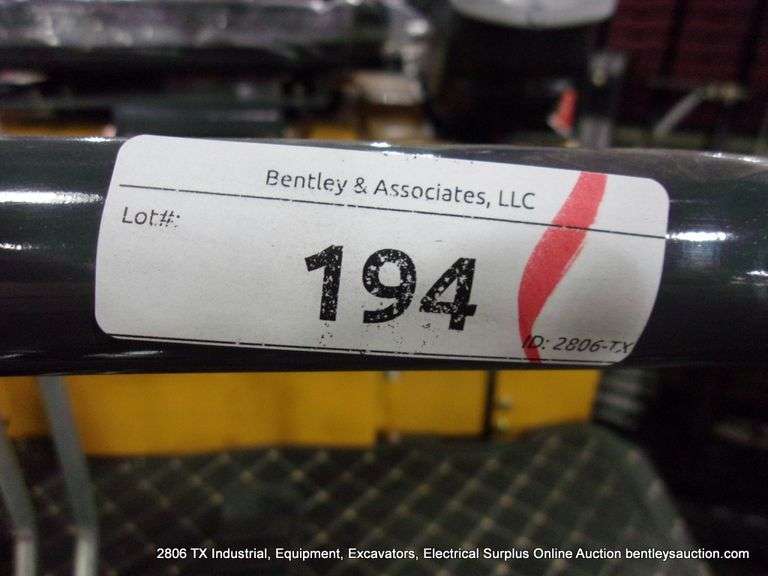 Bentley & Associates, LLC
Lot#:
194
ID: 2806-TX
2806 TX Industrial, Equipment, Excavators, Electrical Surplus Online Auction bentleysauction.com